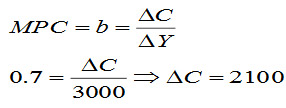 MPC = b = ΔC/ΔY
0.7 = ΔC/3000 ⟹ ΔC = 2100